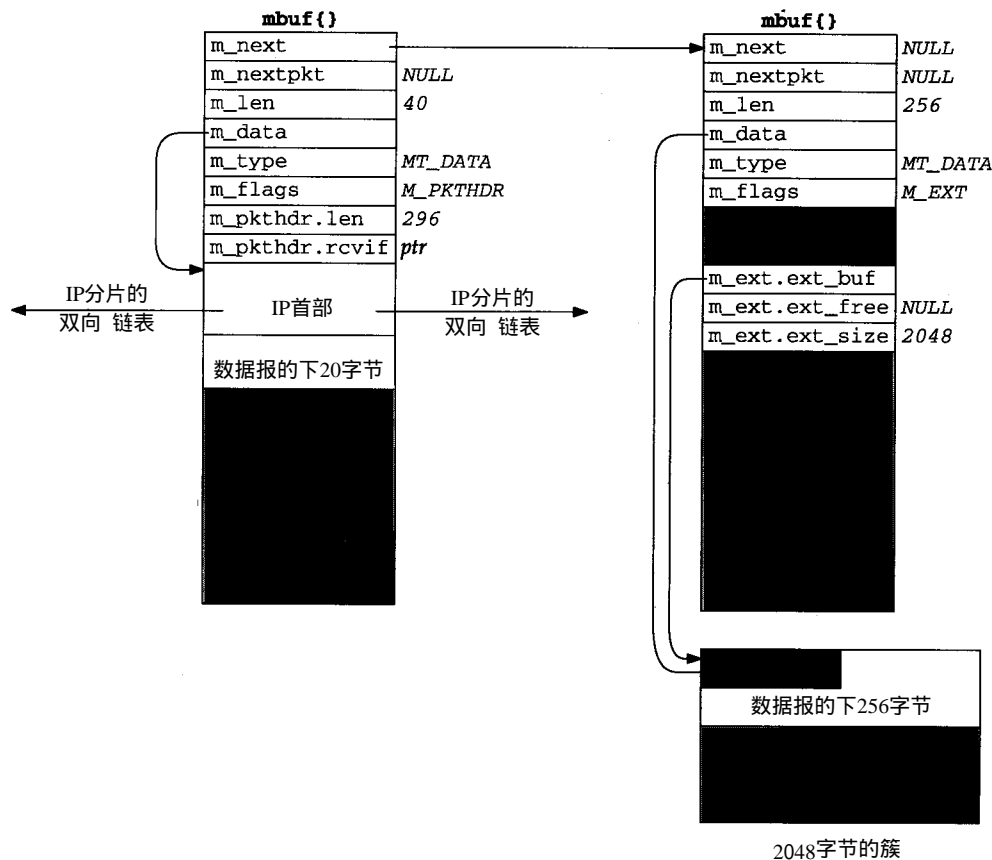 mbuf{}
m_next
m_nextpkt NULL
m_len 40
m_data
m_type MT_DATA
m_flags M_PKTHDR
m_pkthdr.len 296
m_pkthdr.rcvif ptr
IP分片的
双向 链表
IP首部
IP分片的
双向 链表
数据报的下20字节
mbuf{}
m_next NULL
m_nextpkt NULL
m_len 256
m_data
m_type MT_DATA
m_flags M_EXT
m_ext.ext_buf
m_ext.ext_free NULL
m_ext.ext_size 2048
数据报的下256字节
2048字节的簇